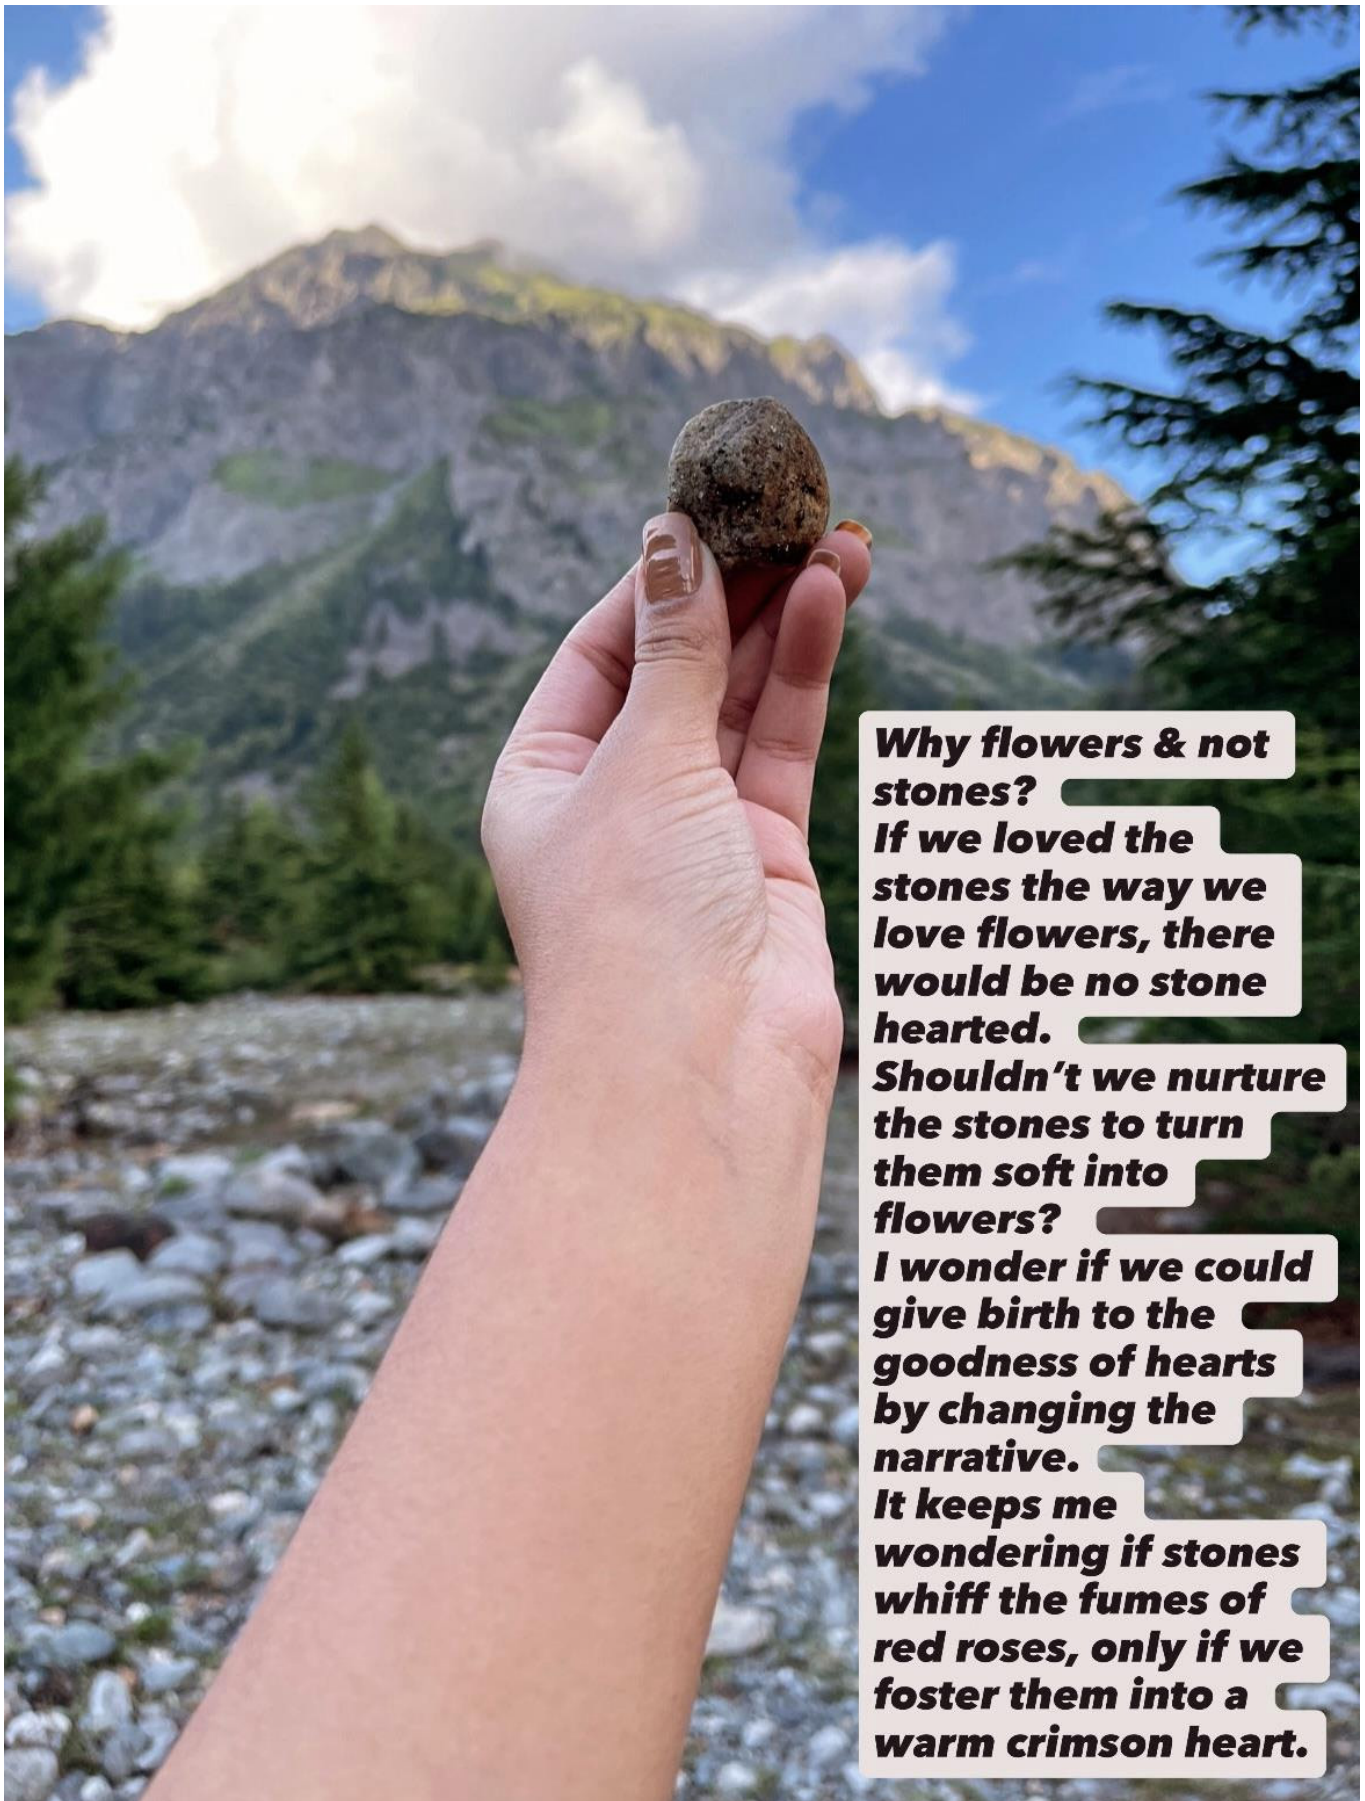 Why flowers & not
stones?
If we loved the
stones the way we
love flowers, there
would be no stone
hearted.
Shouldn't we nurture
the stones to turn
them soft into
flowers?
I wonder if we could
give birth to the
goodness of hearts
by changing the
narrative.
It keeps me
wondering if stones
whiff the fumes of
red roses, only if we
foster them into a
warm crimson heart.